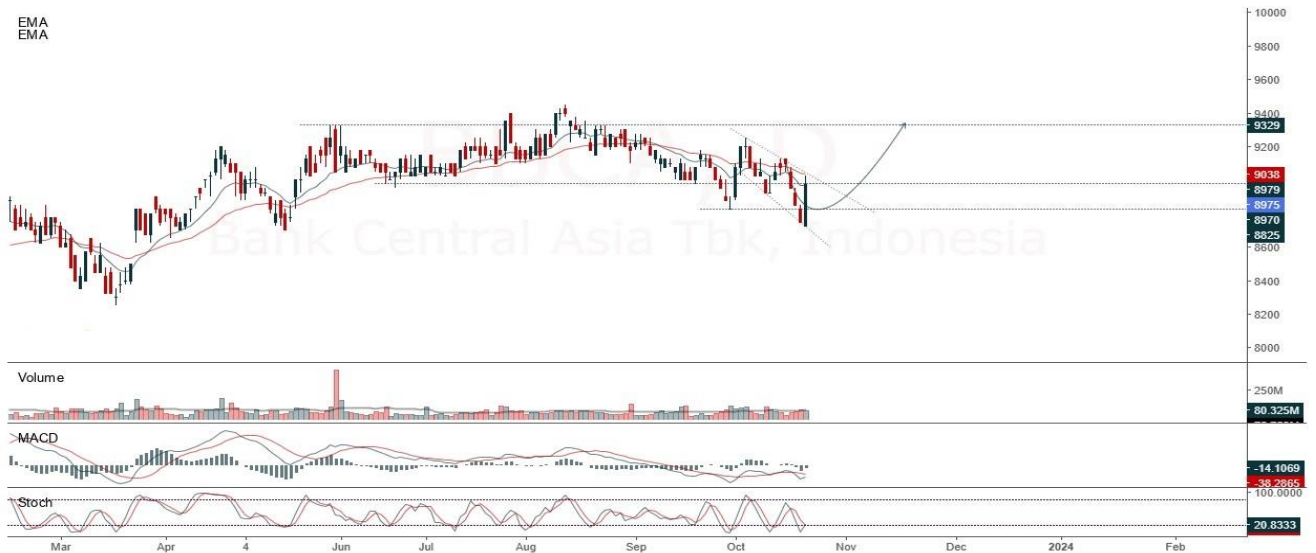 EMA
EMA
Bank Central Asia Tbk, Indonesia
10000
9800
9600
9400
9329
9200
9038
8979
8975
8970
8825
8600
8400
8200
8000
Volume
250M
80.325M
MACD
-14.1069
-38.2865
Stoch
100.0000
20.8333
Mar
Apr
4
Jun
Jul
Aug
Sep
Oct
Nov
Dec
2024
Feb